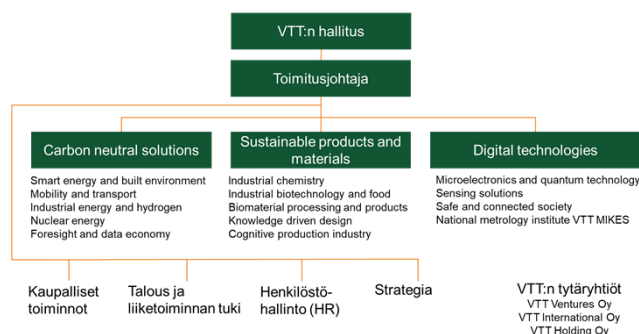 VTT:n hallitus
Toimitusjohtaja
Carbon neutral solutions
Smart energy and built environment
Mobility and transport
Industrial energy and hydrogen
Nuclear energy
Foresight and data economy
Sustainable products and
materials
Industrial chemistry
Industrial biotechnology and food
Biomaterial processing and products
Knowledge driven design
Cognitive production industry
Digital technologies
Microelectronics and quantum technology
Sensing solutions
Safe and connected society
National metrology institute VTT MIKES
Kaupalliset
toiminnot
Talous ja
liiketoiminnan tuki
Henkilöstö-
hallinto (HR)
Strategia
VTT:n tytäryhtiöt
VTT Ventures Oy
VTT International Oy
VTT Holding Oy